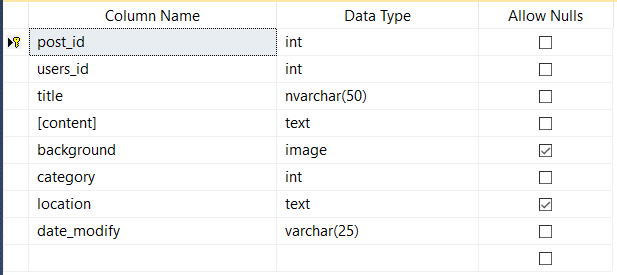 Column Name Data Type Allow Nulls
post_id int
users_id int
title nvarchar(50)
[content] text
background image
category int
location text
date_modify varchar(25)